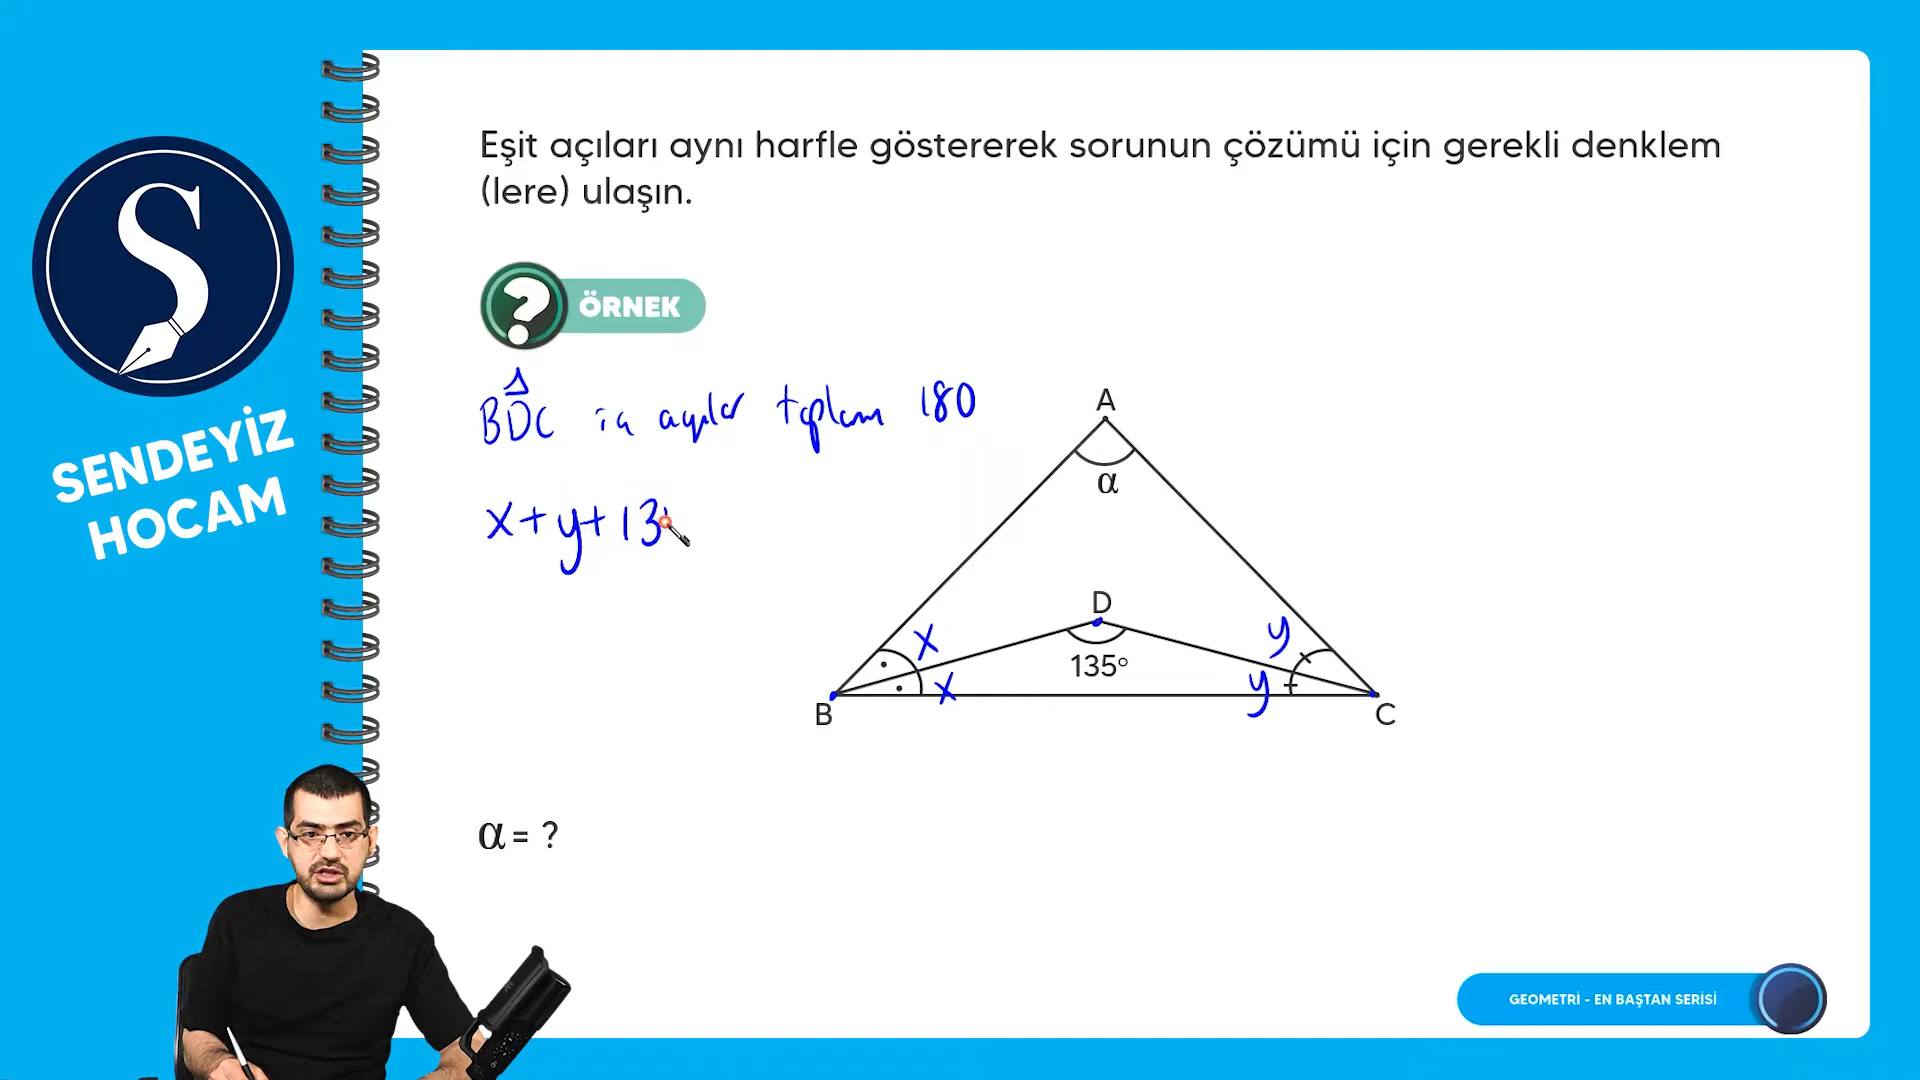 Eşit açıları aynı harfle göstererek sorunun çözümü için gerekli denklem
(lere) ulaşın.
? ÖRNEK
BDC iç açılar toplam 180
x+y+13
A
α
D
135°
x
x
y
y
B
C
α = ?
S
SENDEYİZ
HOCAM
GEOMETRİ - EN BAŞTAN SERİSİ